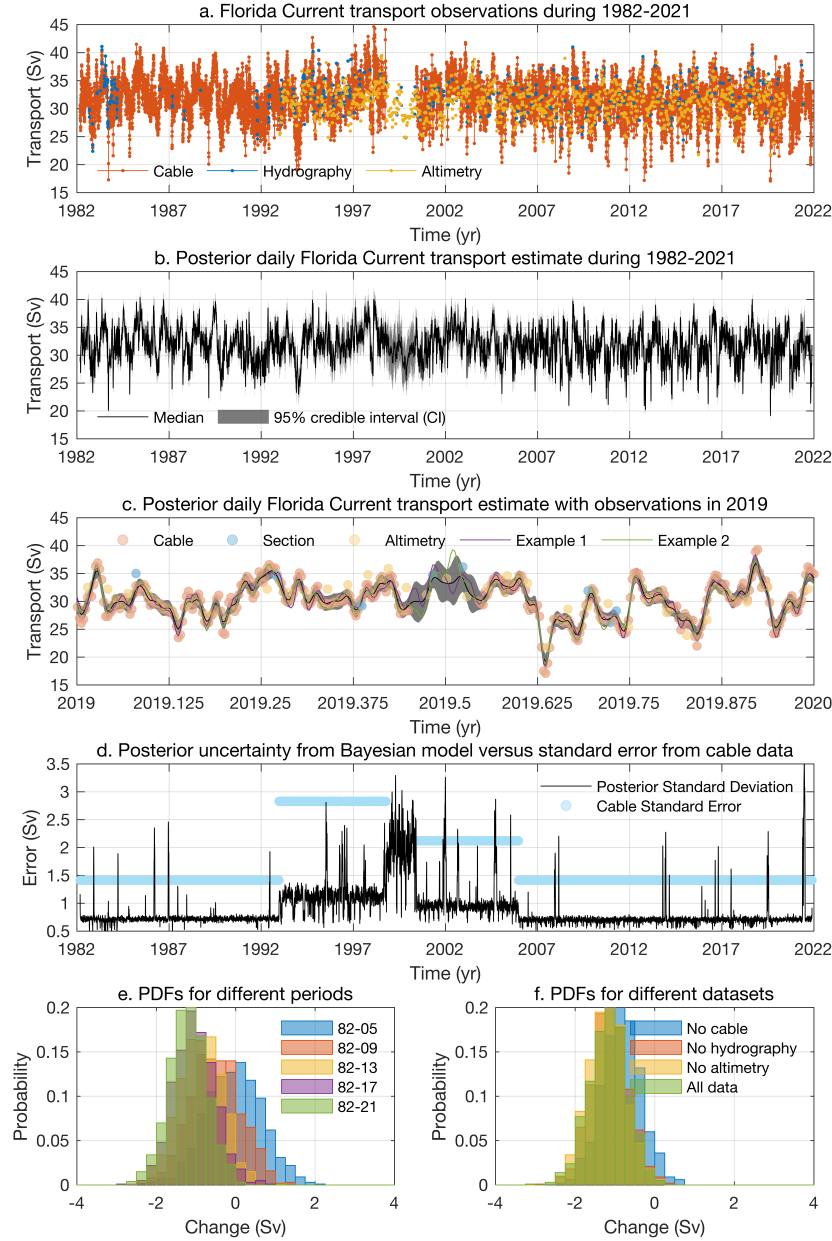 a. Florida Current transport observations during 1982-2021
45
40
35
30
25
20
15
Transport (Sv)
Cable Hydrography Altimetry
1982 1987 1992 1997 2002 2007 2012 2017 2022
Time (yr)
b. Posterior daily Florida Current transport estimate during 1982-2021
45
40
35
30
25
20
15
Transport (Sv)
Median 95% credible interval (CI)
1982 1987 1992 1997 2002 2007 2012 2017 2022
Time (yr)
c. Posterior daily Florida Current transport estimate with observations in 2019
45
40
35
30
25
20
15
Transport (Sv)
Cable Section Altimetry Example 1 Example 2
2019 2019.125 2019.25 2019.375 2019.5 2019.625 2019.75 2019.875 2020
Time (yr)
d. Posterior uncertainty from Bayesian model versus standard error from cable data
3.5
3
2.5
2
1.5
1
0.5
Error (Sv)
Posterior Standard Deviation
Cable Standard Error
1982 1987 1992 1997 2002 2007 2012 2017 2022
Time (yr)
e. PDFs for different periods
0.2
0.15
0.1
0.05
0
Probability
82-05
82-09
82-13
82-17
82-21
-4 -2 0 2 4
Change (Sv)
f. PDFs for different datasets
0.2
0.15
0.1
0.05
0
Probability
No cable
No hydrography
No altimetry
All data
-4 -2 0 2 4
Change (Sv)